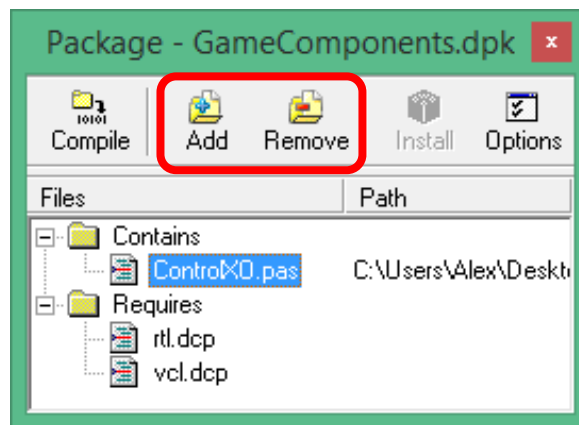 Package - GameComponents.dpk x
Compile Add Remove Install Options
Files Path
Contains
ControlXO.pas C:\Users\Alex\Deskt
Requires
rtl.dcp
vcl.dcp